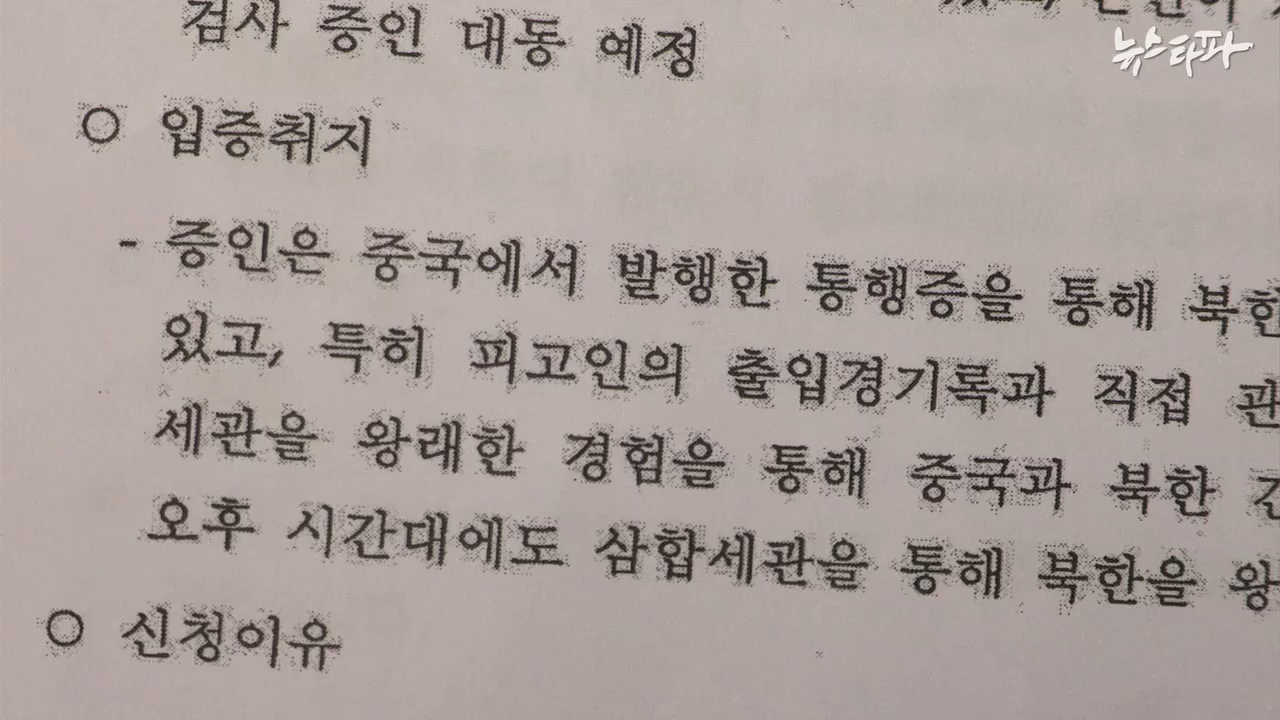 뉴스타파
검사 증인 대동 예정
○ 입증취지
- 증인은 중국에서 발행한 통행증을 통해 북한
있고, 특히 피고인의 출입경기록과 직접 관
세관을 왕래한 경험을 통해 중국과 북한 간
오후 시간대에도 삼합세관을 통해 북한을 왕
○ 신청이유